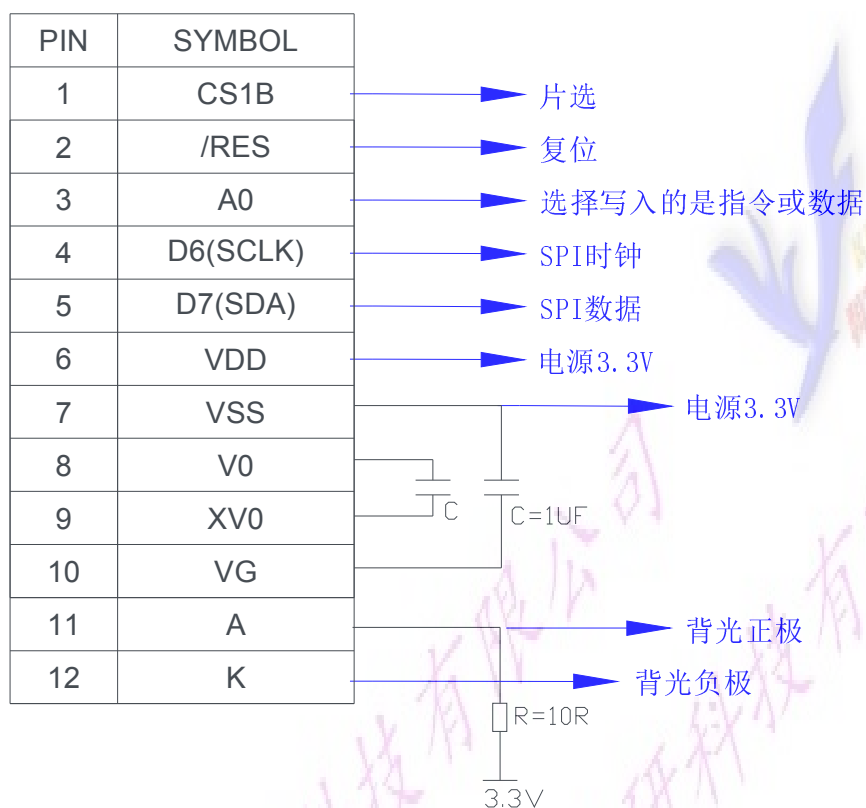 PIN SYMBOL
1 CS1B 片选
2 /RES 复位
3 A0 选择写入的是指令或数据
4 D6(SCLK) SPI时钟
5 D7(SDA) SPI数据
6 VDD 电源3.3V
7 VSS 电源3.3V
8 V0
9 XV0 C C=1UF
10 VG
11 A 背光正极
12 K 背光负极
R=10R
3.3V